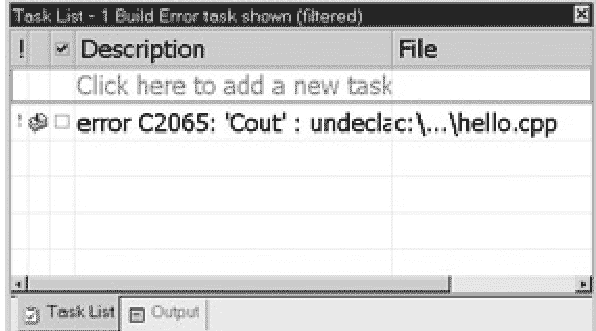 Task List - 1 Build Error task shown (filtered)
! Description File
Click here to add a new task
! error C2065: 'Cout' : undeclac:\...\hello.cpp
Task List Output